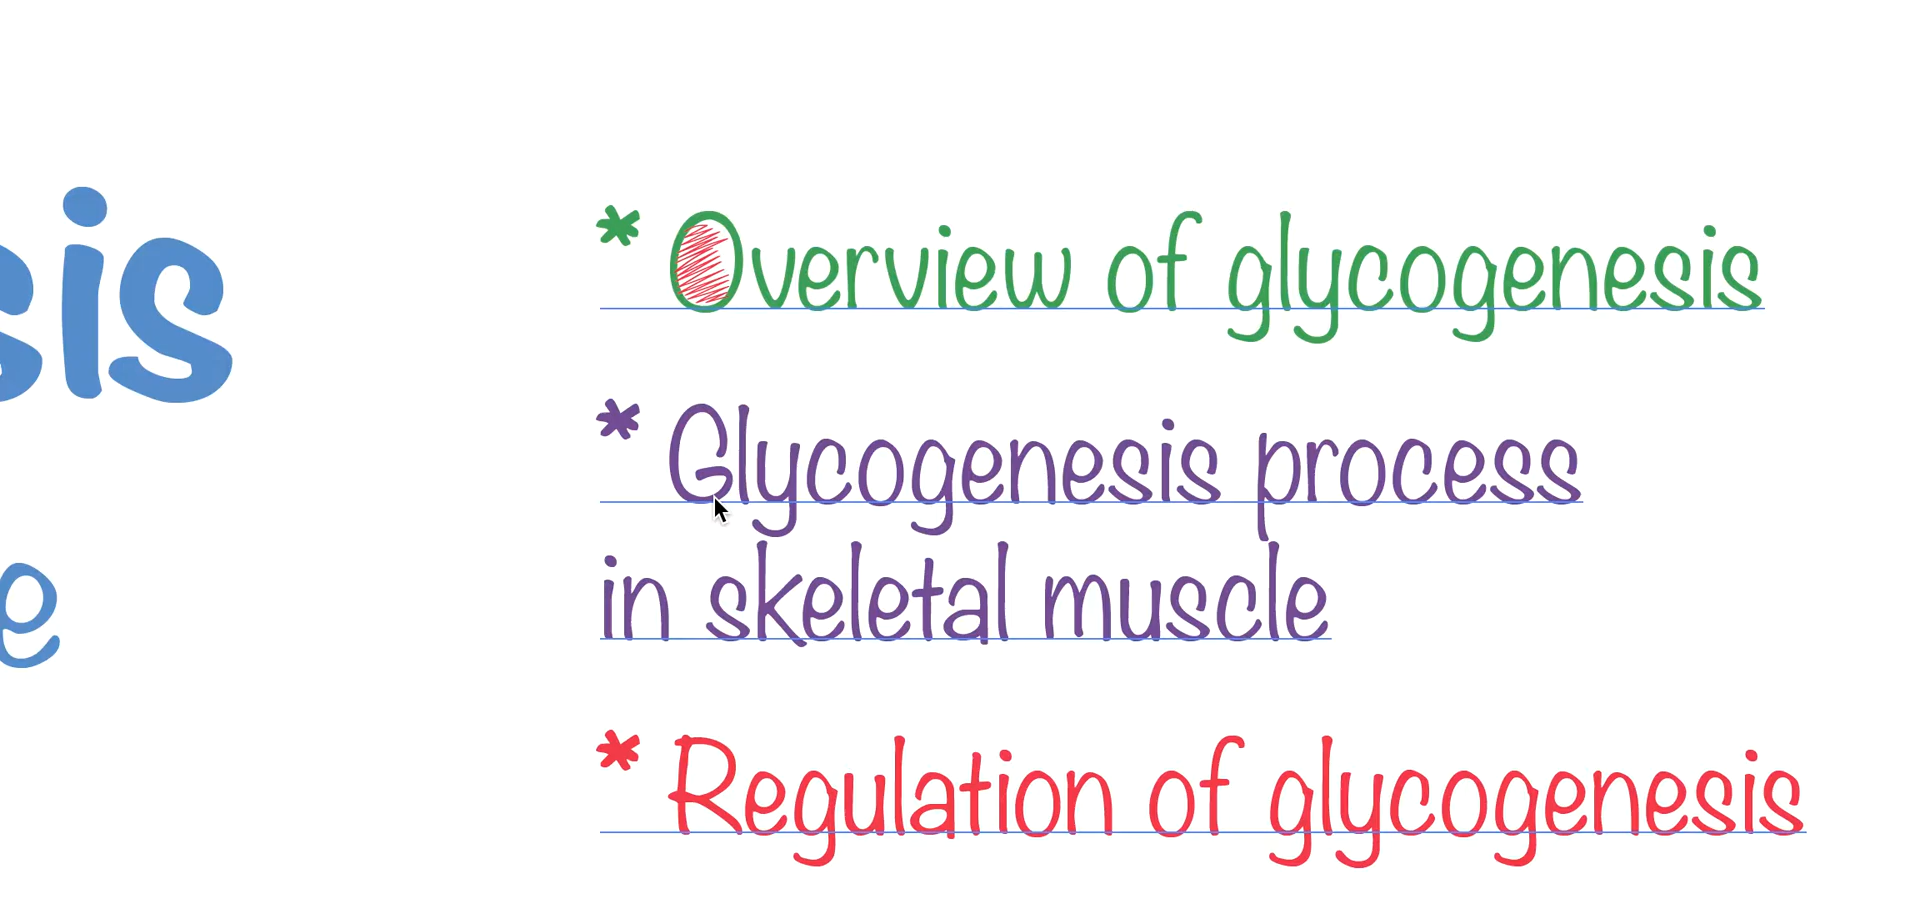 sis
* Overview of glycogenesis
* Glycogenesis process
in skeletal muscle
e
* Regulation of glycogenesis